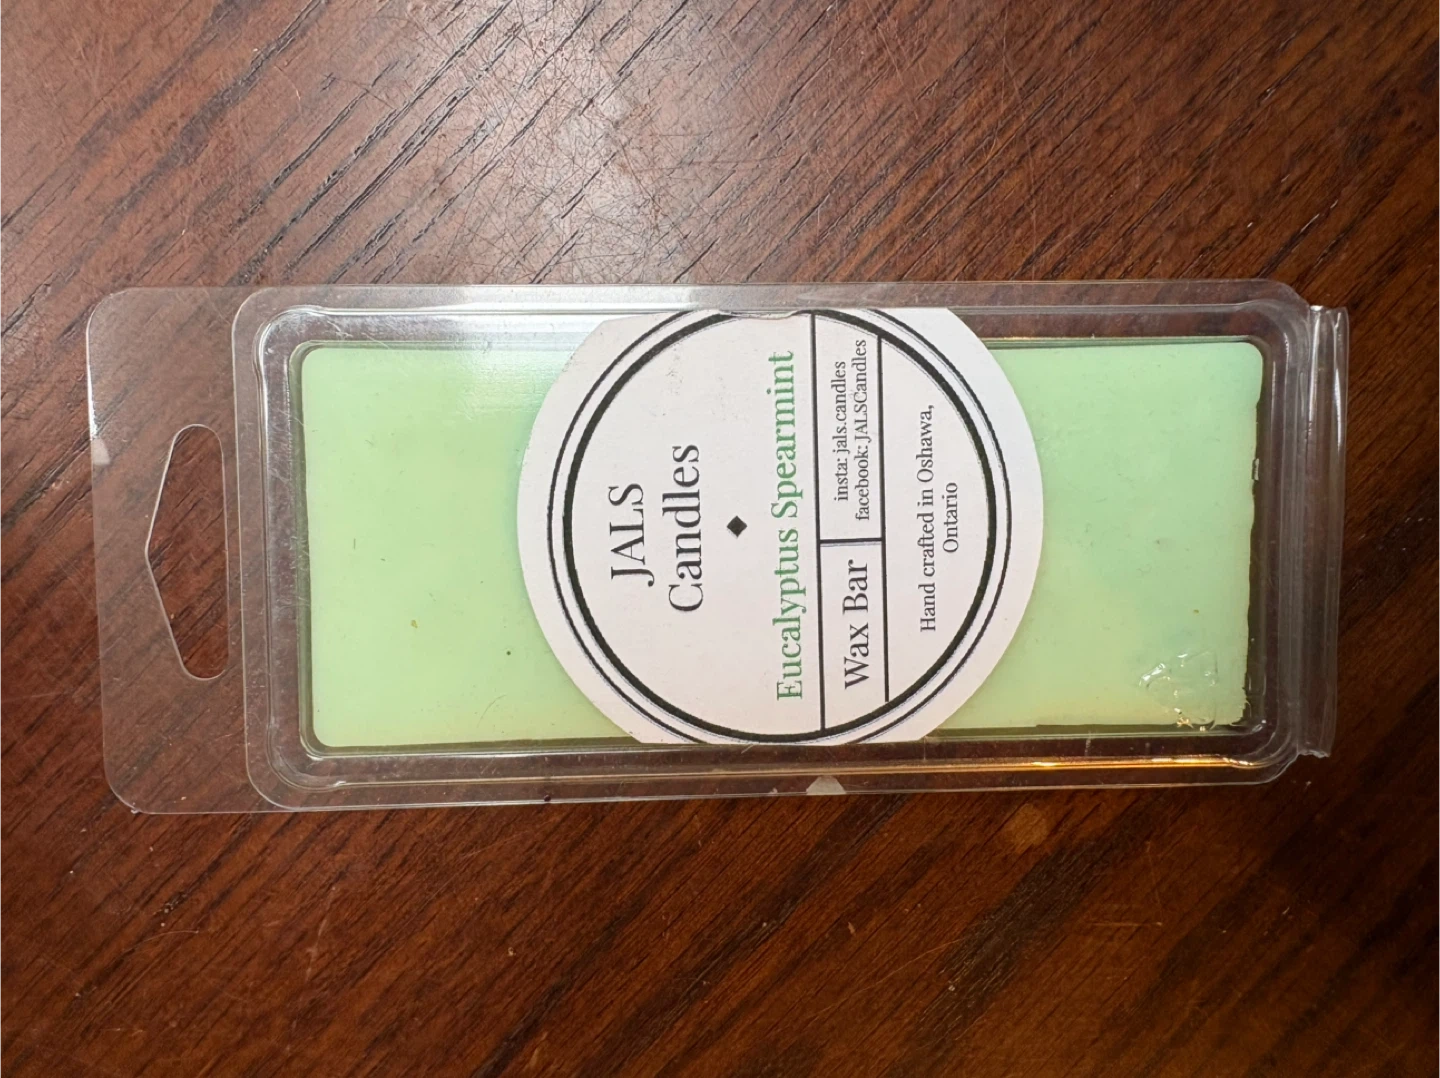 JALS
Candles
Eucalyptus Spearmint
Wax Bar
insta: jals.candles
facebook: JALSCandles
Hand crafted in Oshawa,
Ontario